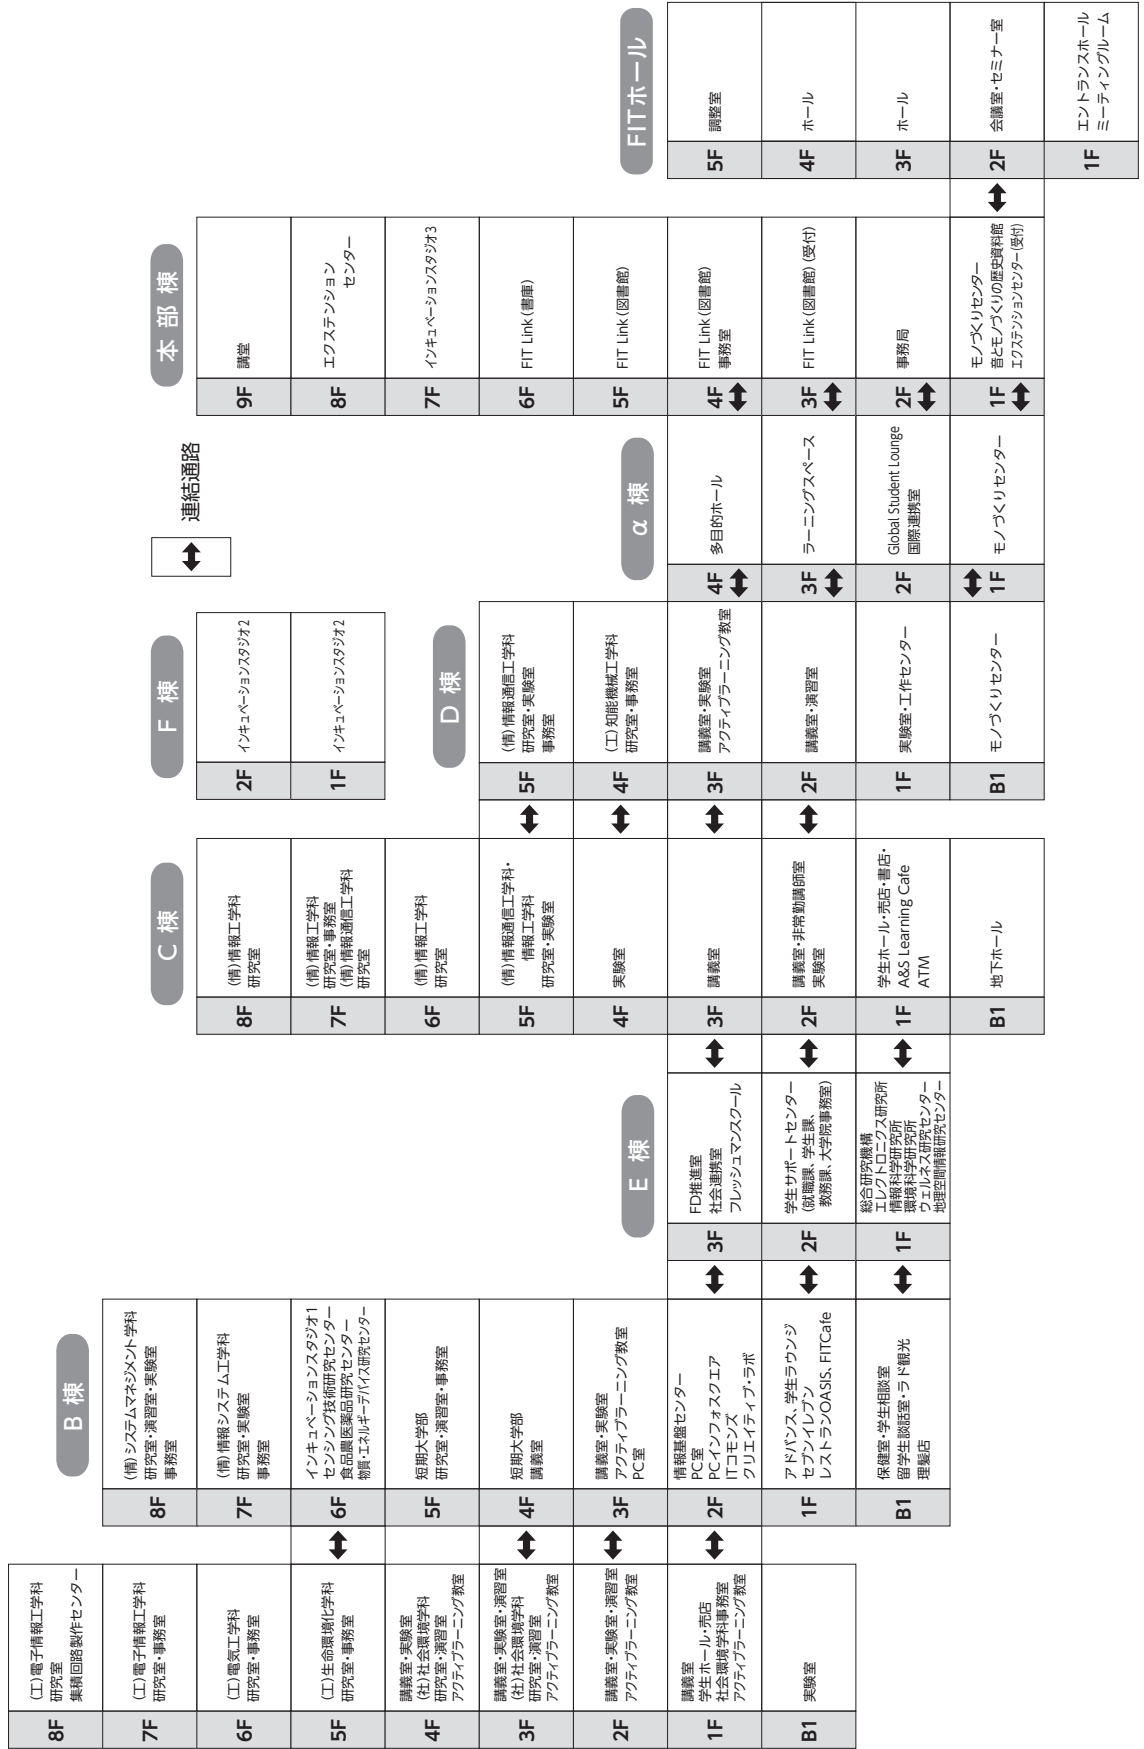 8F
(工)電子情報工学科
研究室
集積回路製作センター
7F
(工)電子情報工学科
研究室・事務室
6F
(工)電気工学科
研究室・事務室
5F
(工)生命環境化学科
研究室・事務室
4F
講義室・実験室
(社)社会環境学科
研究室・演習室
アクティブラーニング教室
3F
講義室・実験室・演習室
(社)社会環境学科
研究室・演習室
アクティブラーニング教室
2F
講義室・実験室・演習室
アクティブラーニング教室
1F
講義室
学生ホール・売店
社会環境学科事務室
アクティブラーニング教室
B1
実験室
B 棟
8F
(情)システムマネジメント学科
研究室・演習室・実験室
事務室
7F
(情)情報システム工学科
研究室・実験室
事務室
6F
インキュベーションスタジオ1
センシング技術研究センター
食品農医薬品研究センター
物質・エネルギーデバイス研究センター
5F
短期大学部
研究室・演習室・事務室
4F
短期大学部
講義室
3F
講義室・実験室
アクティブラーニング教室
PC室
2F
情報基盤センター
PC室
PCインフォスクエア
ITコモンズ
クリエイティブ・ラボ
1F
アドバンス、学生ラウンジ
セブンイレブン
レストランOASIS、FITCafe
B1
保健室・学生相談室
留学生談話室・ラド観光
理髪店
E 棟
3F
FD推進室
社会連携室
フレッシュマンスクール
2F
学生サポートセンター
(就職課、学生課、
教務課、大学院事務室)
1F
総合研究機構
エレクトロニクス研究所
情報科学研究所
環境科学研究所
ウェルネス研究センター
地理空間情報研究センター
C 棟
8F
(情)情報工学科
研究室
7F
(情)情報工学科
研究室・事務室
(情)情報通信工学科
研究室
6F
(情)情報工学科
研究室
5F
(情)情報通信工学科・
情報工学科
研究室・実験室
4F
実験室
3F
講義室
2F
講義室・非常勤講師室
実験室
1F
学生ホール・売店・書店・
A&S Learning Cafe
ATM
B1
地下ホール
F 棟
2F
インキュベーションスタジオ2
1F
インキュベーションスタジオ2
D 棟
5F
(情)情報通信工学科
研究室・実験室
事務室
4F
(工)知能機械工学科
研究室・事務室
3F
講義室・実験室
アクティブラーニング教室
2F
講義室・演習室
1F
実験室・工作センター
B1
モノづくりセンター
連結通路
α 棟
4F
多目的ホール
3F
ラーニングスペース
2F
Global Student Lounge
国際連携室
1F
モノづくりセンター
本 部 棟
9F
講堂
8F
エクステンション
センター
7F
インキュベーションスタジオ3
6F
FIT Link(書庫)
5F
FIT Link(図書館)
4F
FIT Link(図書館)
事務室
3F
FIT Link(図書館)(受付)
2F
事務局
1F
モノづくりセンター
音とモノづくりの歴史資料館
エクステンションセンター(受付)
FITホール
5F
調整室
4F
ホール
3F
ホール
2F
会議室・セミナー室
1F
エントランスホール
ミーティングルーム